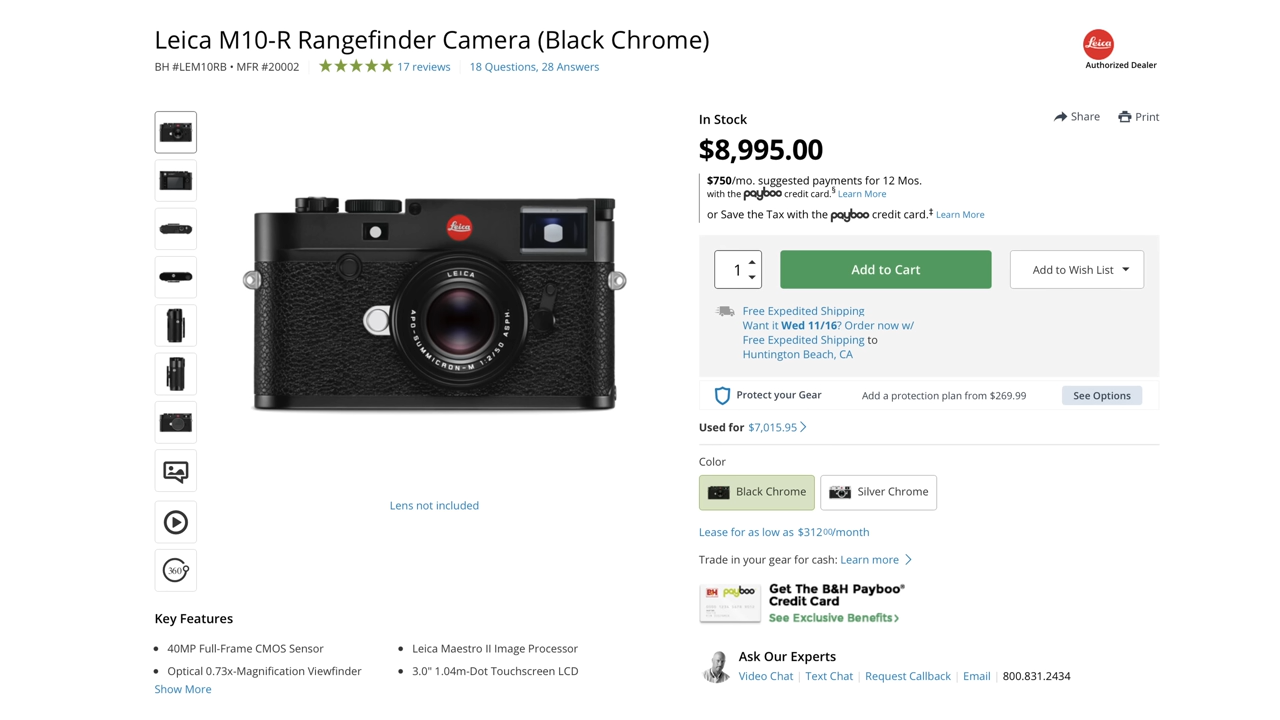 Leica M10-R Rangefinder Camera (Black Chrome)
BH #LEM10RB • MFR #20002
17 reviews
18 Questions, 28 Answers
Leica
Authorized Dealer
In Stock
Share
Print
$8,995.00
$750/mo. suggested payments for 12 Mos.
with the payboo credit card.§ Learn More
or Save the Tax with the payboo credit card.‡ Learn More
1
Add to Cart
Add to Wish List
Free Expedited Shipping
Want it Wed 11/16? Order now w/
Free Expedited Shipping to
Huntington Beach, CA
Protect your Gear
Add a protection plan from $269.99
See Options
Used for $7,015.95
Color
Black Chrome
Silver Chrome
Lease for as low as $312.00/month
Trade in your gear for cash: Learn more
BH payboo
Get The B&H Payboo®
Credit Card
See Exclusive Benefits
Ask Our Experts
Video Chat | Text Chat | Request Callback | Email | 800.831.2434
Leica
LEICA
APO-SUMMICRON-M 1:2/50 ASPH.
Lens not included
360
Key Features
• 40MP Full-Frame CMOS Sensor
• Optical 0.73x-Magnification Viewfinder
• Leica Maestro II Image Processor
• 3.0" 1.04m-Dot Touchscreen LCD
Show More